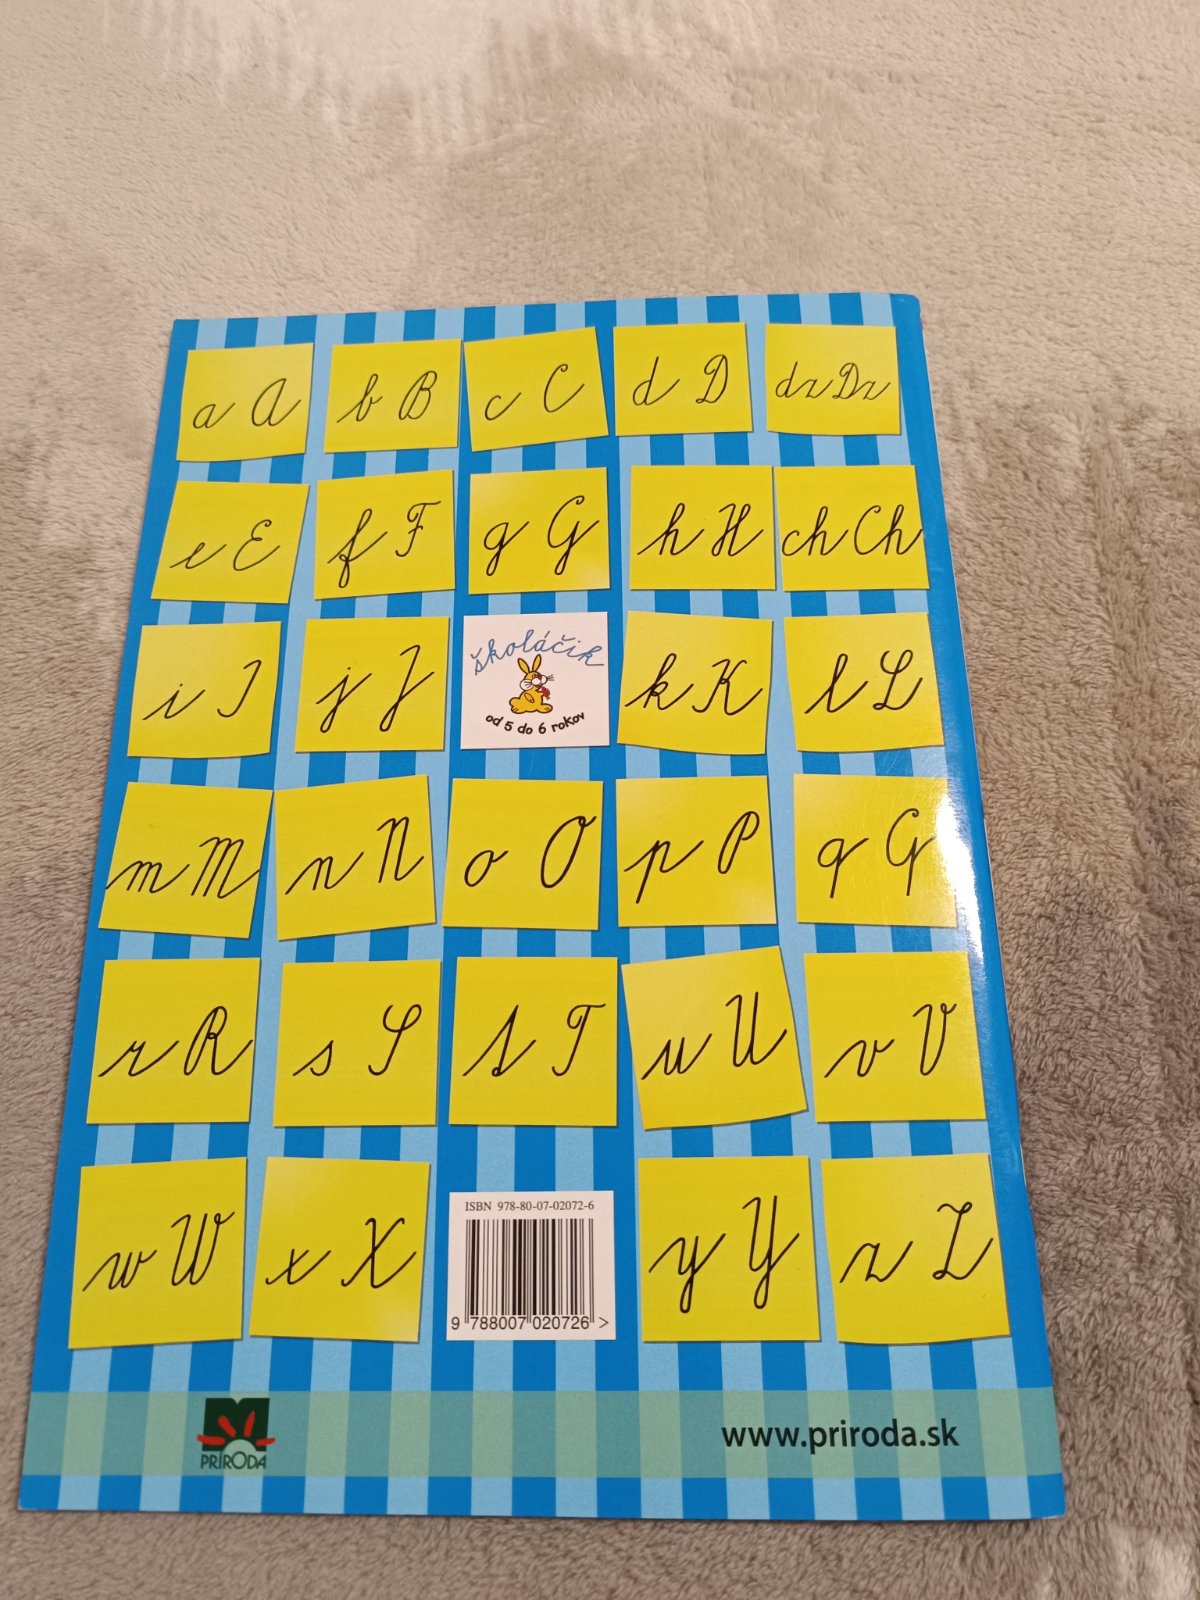 a A b B c C d D dz Dz
e E f F g G h H ch Ch
i I j J školáčik k K l L
od 5 do 6 rokov
m M n N o O p P q G
r R s S t T u U v V
w W x X y Y z Z
ISBN 978-80-07-02072-6
9 788007 020726 >
PRÍRODA
www.priroda.sk